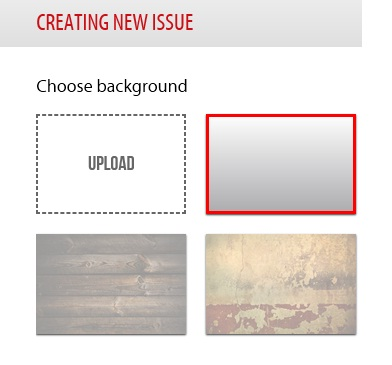 CREATING NEW ISSUE
Choose background
UPLOAD